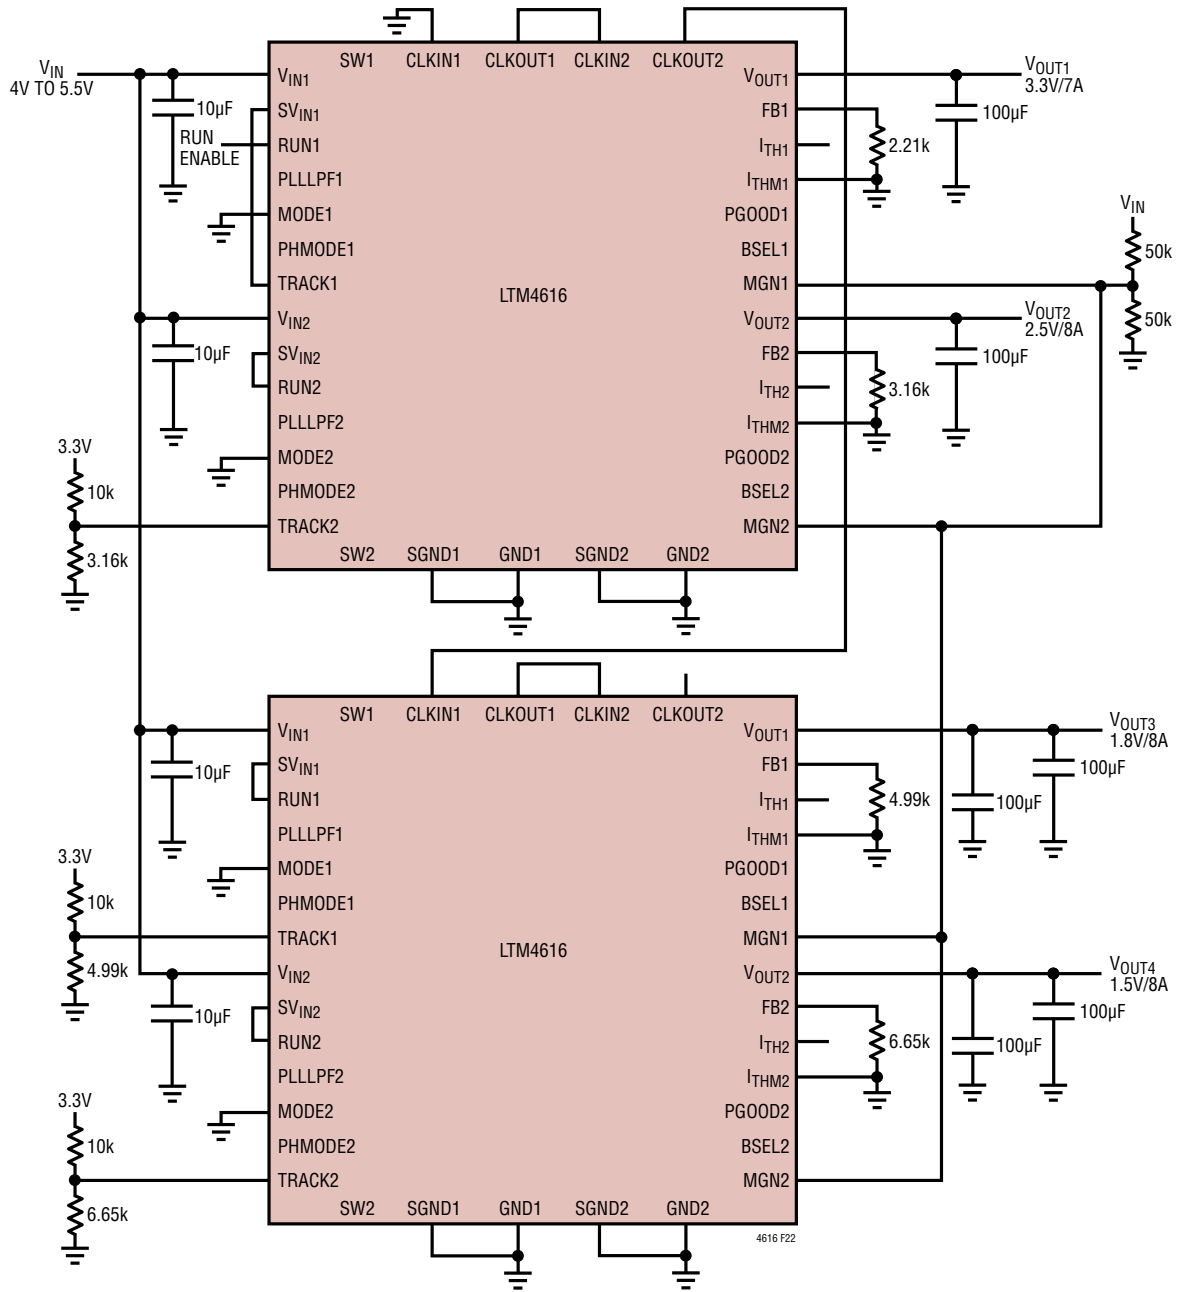 SW1 CLKIN1 CLKOUT1 CLKIN2 CLKOUT2
VIN
4V TO 5.5V
10µF
RUN
ENABLE
VIN1
SVIN1
RUN1
PLLLPF1
MODE1
PHMODE1
TRACK1
VIN2
SVIN2
RUN2
PLLLPF2
MODE2
PHMODE2
TRACK2
10µF
3.3V
10k
3.16k
LTM4616
VOUT1
FB1
ITH1
ITHM1
PGOOD1
BSEL1
MGN1
VOUT2
FB2
ITH2
ITHM2
PGOOD2
BSEL2
MGN2
SW2 SGND1 GND1 SGND2 GND2
VOUT1
3.3V/7A
100µF
2.21k
VIN
50k
50k
VOUT2
2.5V/8A
100µF
3.16k
SW1 CLKIN1 CLKOUT1 CLKIN2 CLKOUT2
10µF
VIN1
SVIN1
RUN1
PLLLPF1
MODE1
PHMODE1
TRACK1
VIN2
SVIN2
RUN2
PLLLPF2
MODE2
PHMODE2
TRACK2
3.3V
10k
4.99k
10µF
3.3V
10k
6.65k
LTM4616
VOUT1
FB1
ITH1
ITHM1
PGOOD1
BSEL1
MGN1
VOUT2
FB2
ITH2
ITHM2
PGOOD2
BSEL2
MGN2
SW2 SGND1 GND1 SGND2 GND2
VOUT3
1.8V/8A
100µF
100µF
4.99k
VOUT4
1.5V/8A
100µF
100µF
6.65k
4616 F22